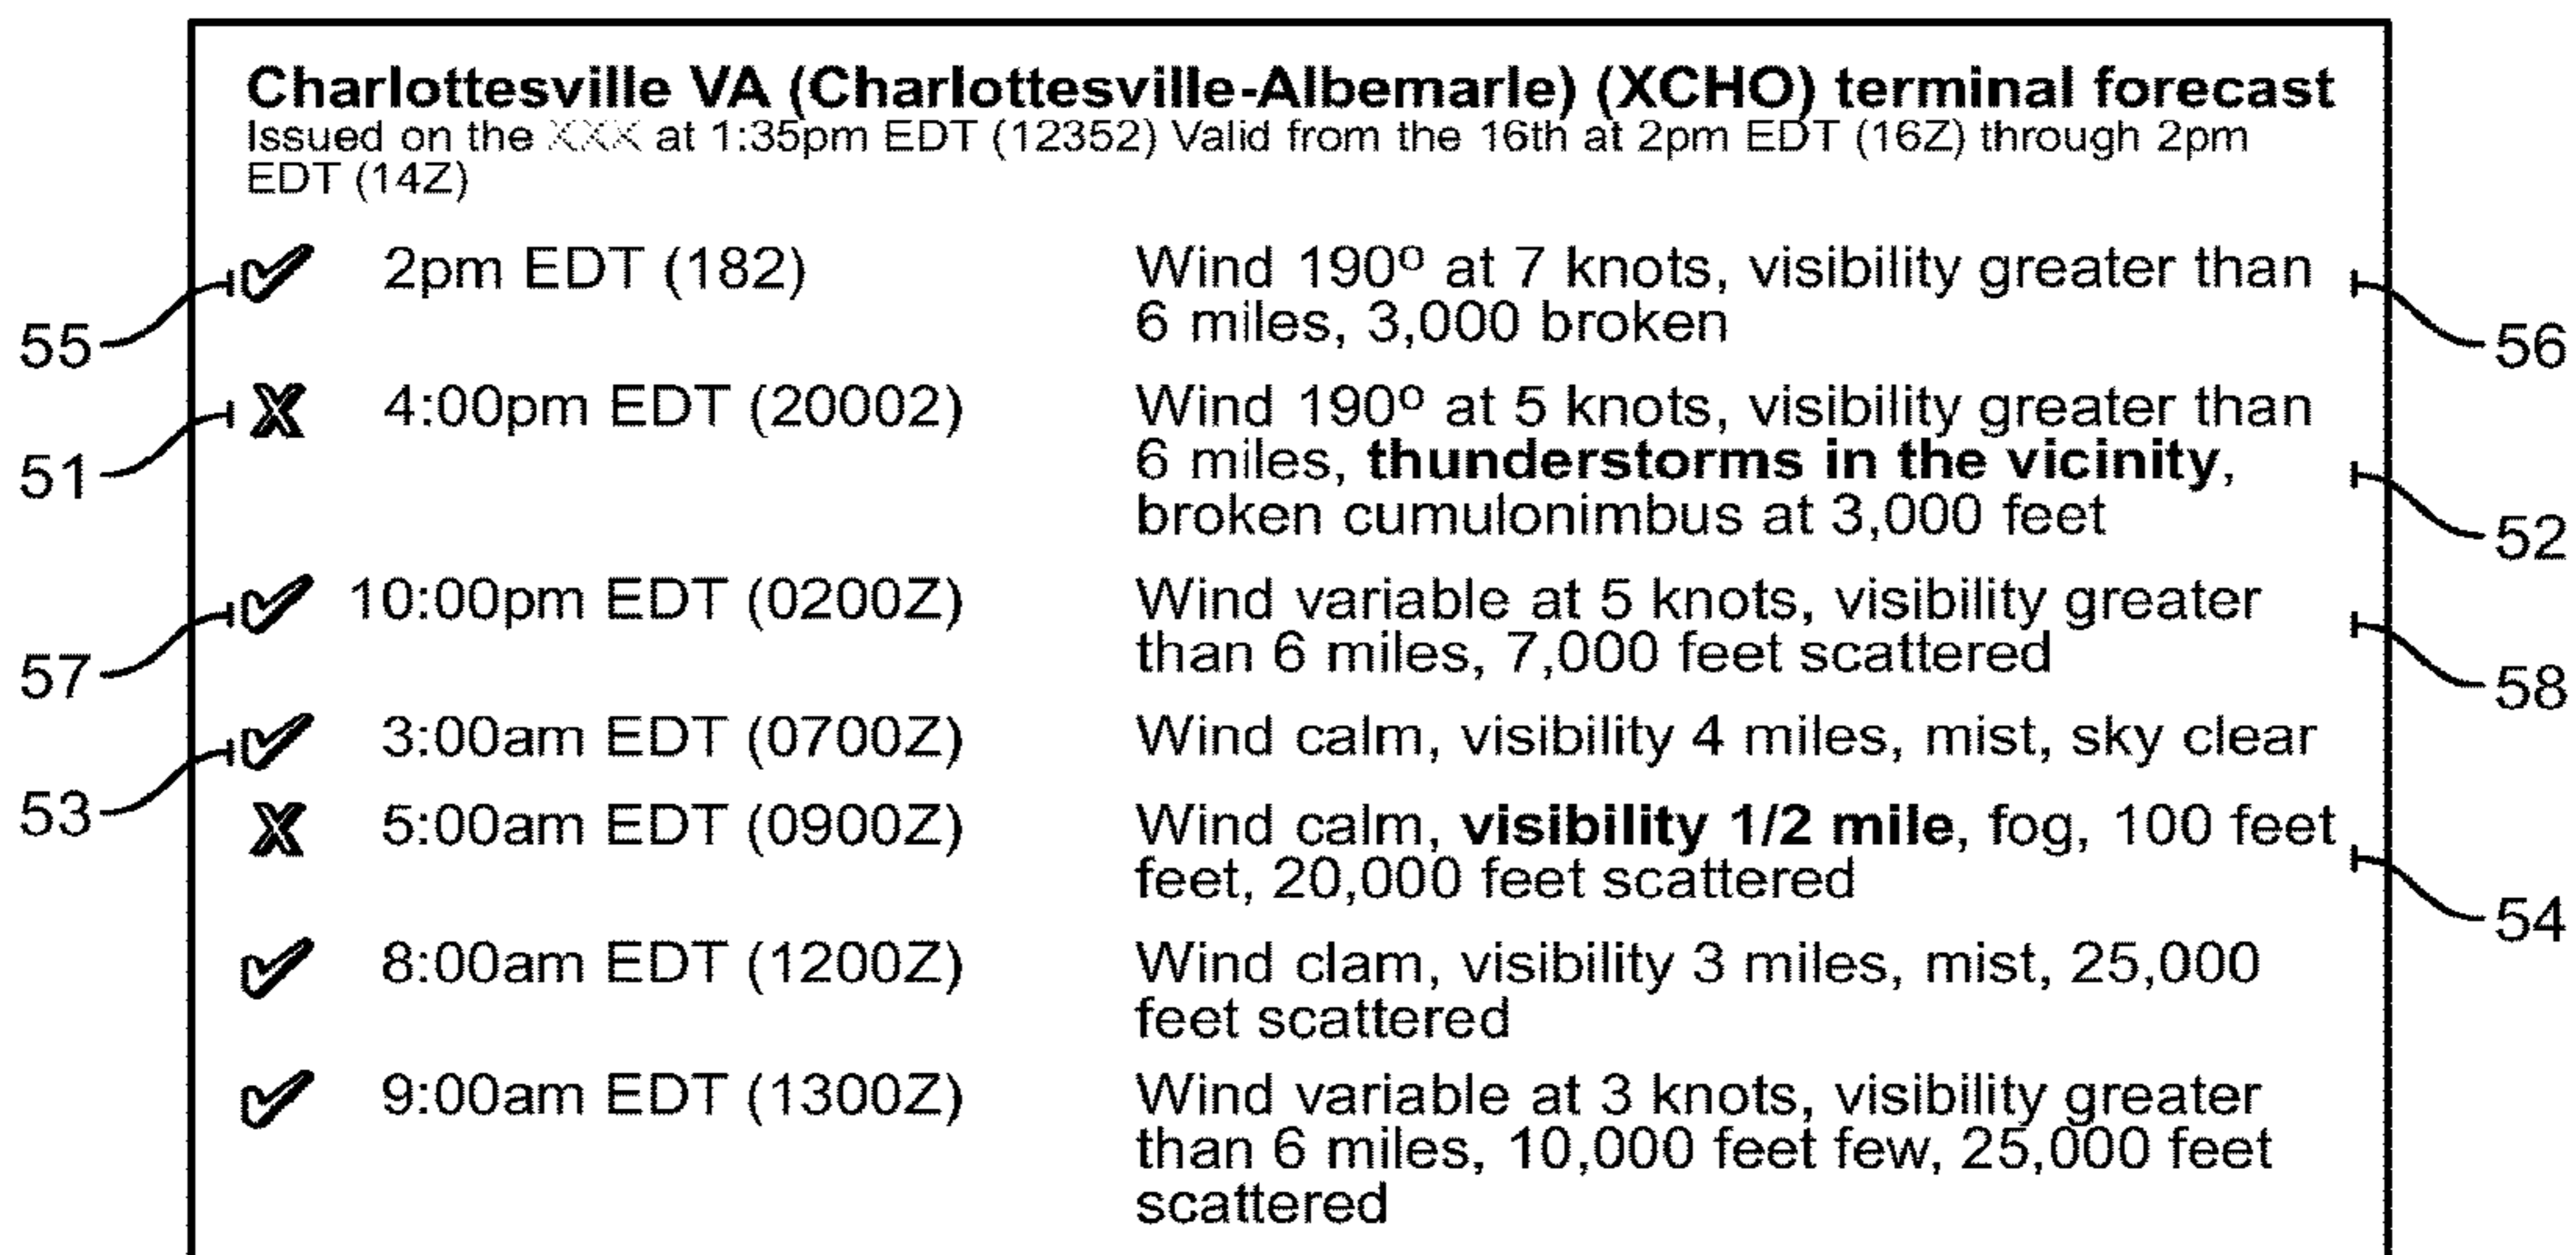 Charlottesville VA (Charlottesville-Albemarle) (XCHO) terminal forecast
Issued on the XXX at 1:35pm EDT (12352) Valid from the 16th at 2pm EDT (16Z) through 2pm
EDT (14Z)
2pm EDT (182) Wind 190º at 7 knots, visibility greater than
6 miles, 3,000 broken
55
56
X 4:00pm EDT (20002) Wind 190º at 5 knots, visibility greater than
6 miles, thunderstorms in the vicinity,
broken cumulonimbus at 3,000 feet
51
52
10:00pm EDT (0200Z) Wind variable at 5 knots, visibility greater
than 6 miles, 7,000 feet scattered
57
58
3:00am EDT (0700Z) Wind calm, visibility 4 miles, mist, sky clear
53
X 5:00am EDT (0900Z) Wind calm, visibility 1/2 mile, fog, 100 feet
feet, 20,000 feet scattered
54
8:00am EDT (1200Z) Wind clam, visibility 3 miles, mist, 25,000
feet scattered
9:00am EDT (1300Z) Wind variable at 3 knots, visibility greater
than 6 miles, 10,000 feet few, 25,000 feet
scattered